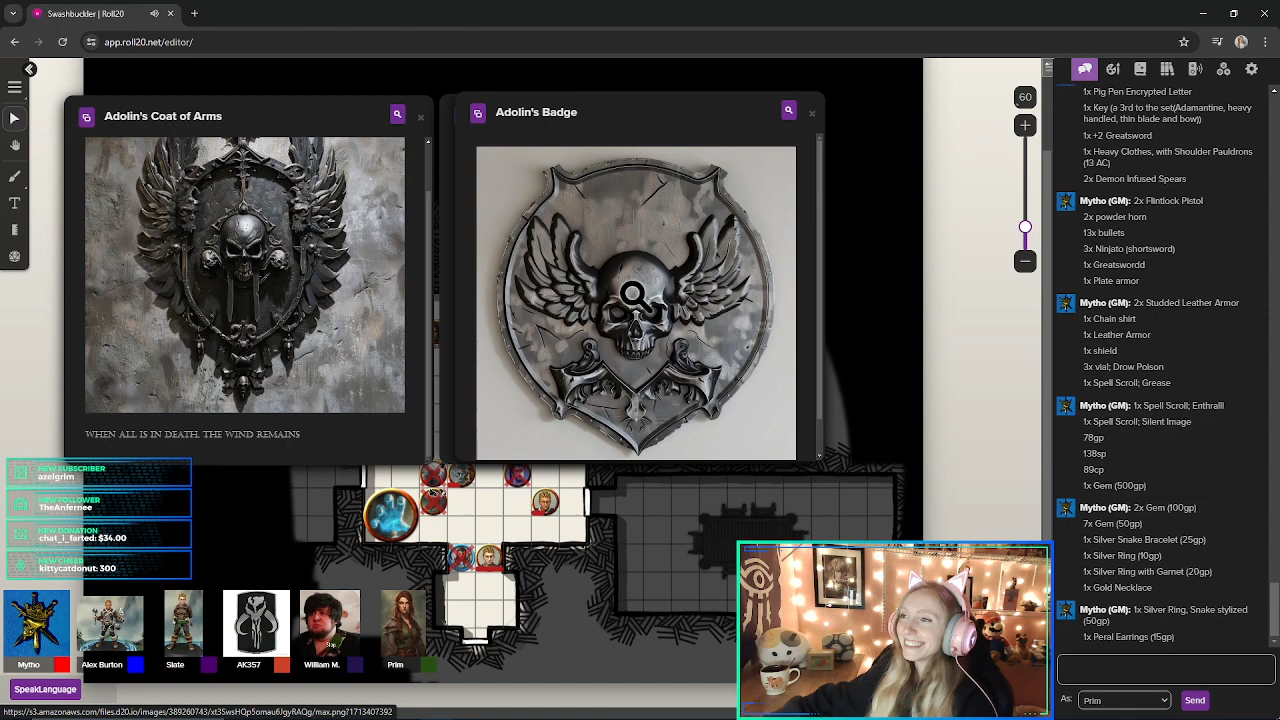 Swashbuckler | Roll20
app.roll20.net/editor/
Adolin's Coat of Arms
WHEN ALL IS IN DEATH, THE WIND REMAINS
Adolin's Badge
60
1x Pig Pen Encrypted Letter
1x Key (a 3rd to the set(Adamantine, heavy
handled, thin blade and bow))
1x +2 Greatsword
1x Heavy Clothes, with Shoulder Pauldrons
(13 AC)
2x Demon Infused Spears
Mytho (GM): 2x Flintlock Pistol
2x powder horn
13x bullets
3x Ninjato (shortsword)
1x Greatswordd
1x Plate armor
Mytho (GM): 2x Studded Leather Armor
1x Chain shirt
1x Leather Armor
1x shield
3x vial; Drow Poison
1x Spell Scroll; Grease
Mytho (GM): 1x Spell Scroll; Enthralll
1x Spell Scroll; Silent Image
78gp
138sp
89cp
1x Gem (500gp)
Mytho (GM): 2x Gem (100gp)
7x Gem (50gp)
1x Silver Snake Bracelet (25gp)
1x Silver Ring (10gp)
1x Silver Ring with Garnet (20gp)
1x Gold Necklace
Mytho (GM): 1x Silver Ring, Snake stylized
(50gp)
1x Peral Earrings (15gp)
As: Prim Send
NEW SUBSCRIBER
azelgrim
NEW FOLLOWER
TheAnfernee
NEW DONATION
chat_i_farted: $34.00
NEW CHEER
kittycatdonut: 300
Slap
Mytho Alex Burton Slate AK357 William M. Prim
SpeakLanguage
https://s3.amazonaws.com/files.d20.io/images/389260743/xt3SwsHQp5omau6JgyRAQg/max.png?1713407392